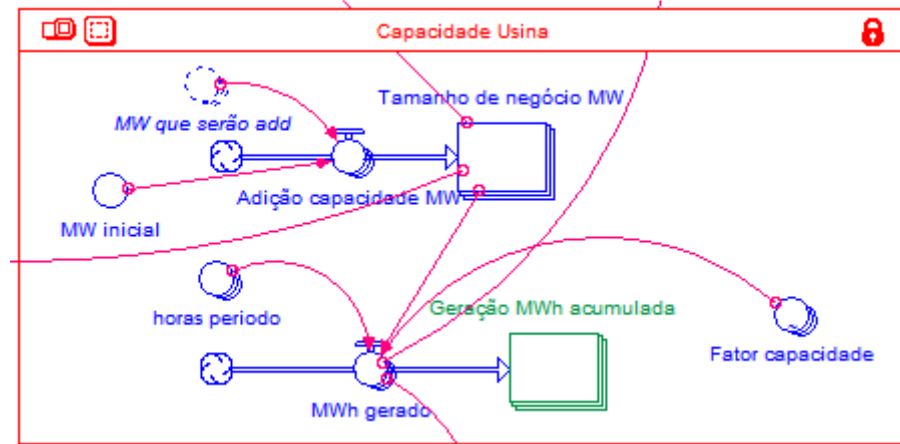 Capacidade Usina
Tamanho de negócio MW
MW que serão add
Adição capacidade MW
MW inicial
horas periodo
Geração MWh acumulada
Fator capacidade
MWh gerado